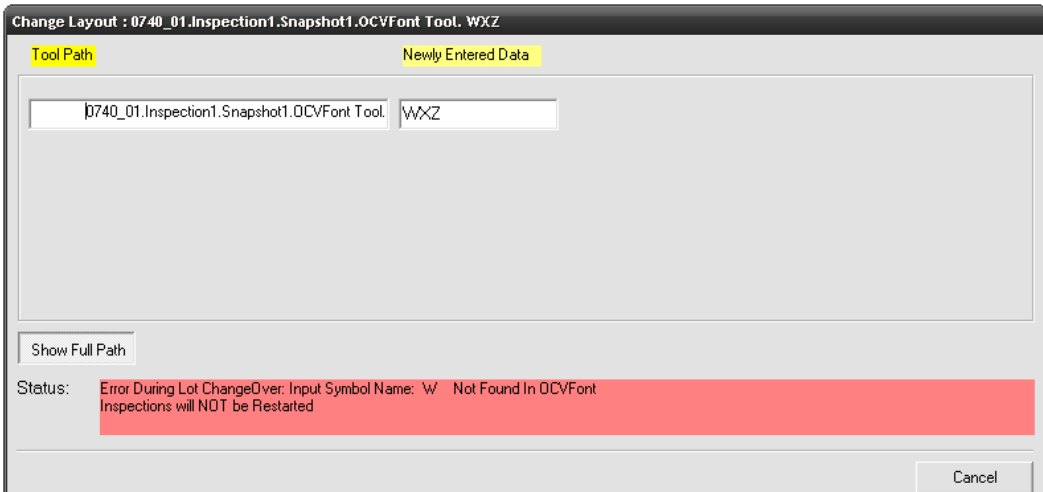 Change Layout : 0740_01.Inspection1.Snapshot1.OCVFont Tool. WXZ
Tool Path Newly Entered Data
0740_01.Inspection1.Snapshot1.OCVFont Tool. WXZ
Show Full Path
Status: Error During Lot ChangeOver: Input Symbol Name: W Not Found In OCVFont
Inspections will NOT be Restarted
Cancel